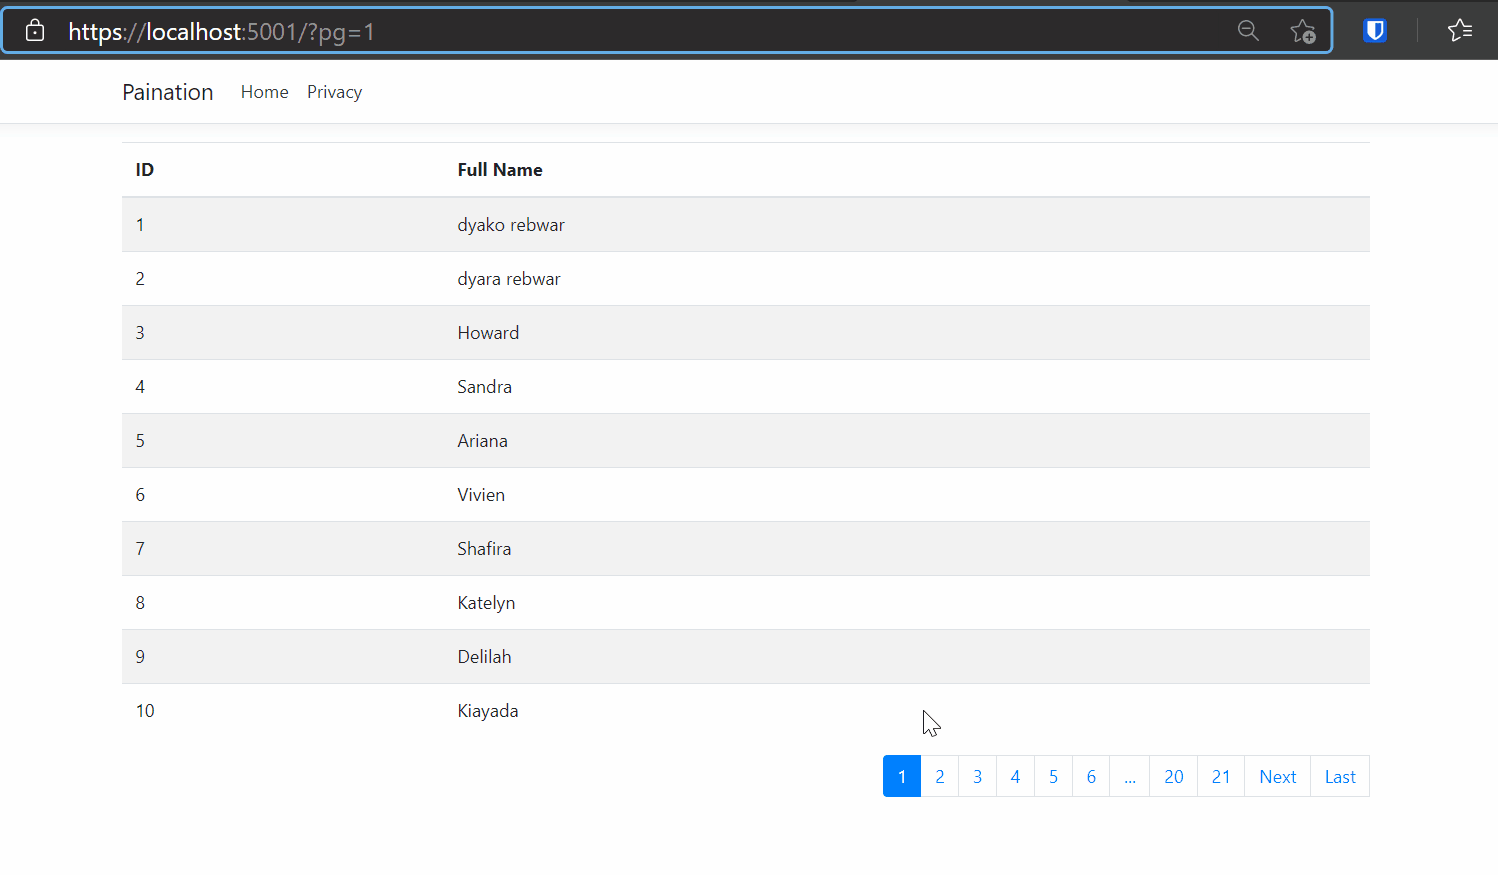 https://localhost:5001/?pg=1
Paination Home Privacy
ID Full Name
1 dyako rebwar
2 dyara rebwar
3 Howard
4 Sandra
5 Ariana
6 Vivien
7 Shafira
8 Katelyn
9 Delilah
10 Kiayada
1 2 3 4 5 6 ... 20 21 Next Last